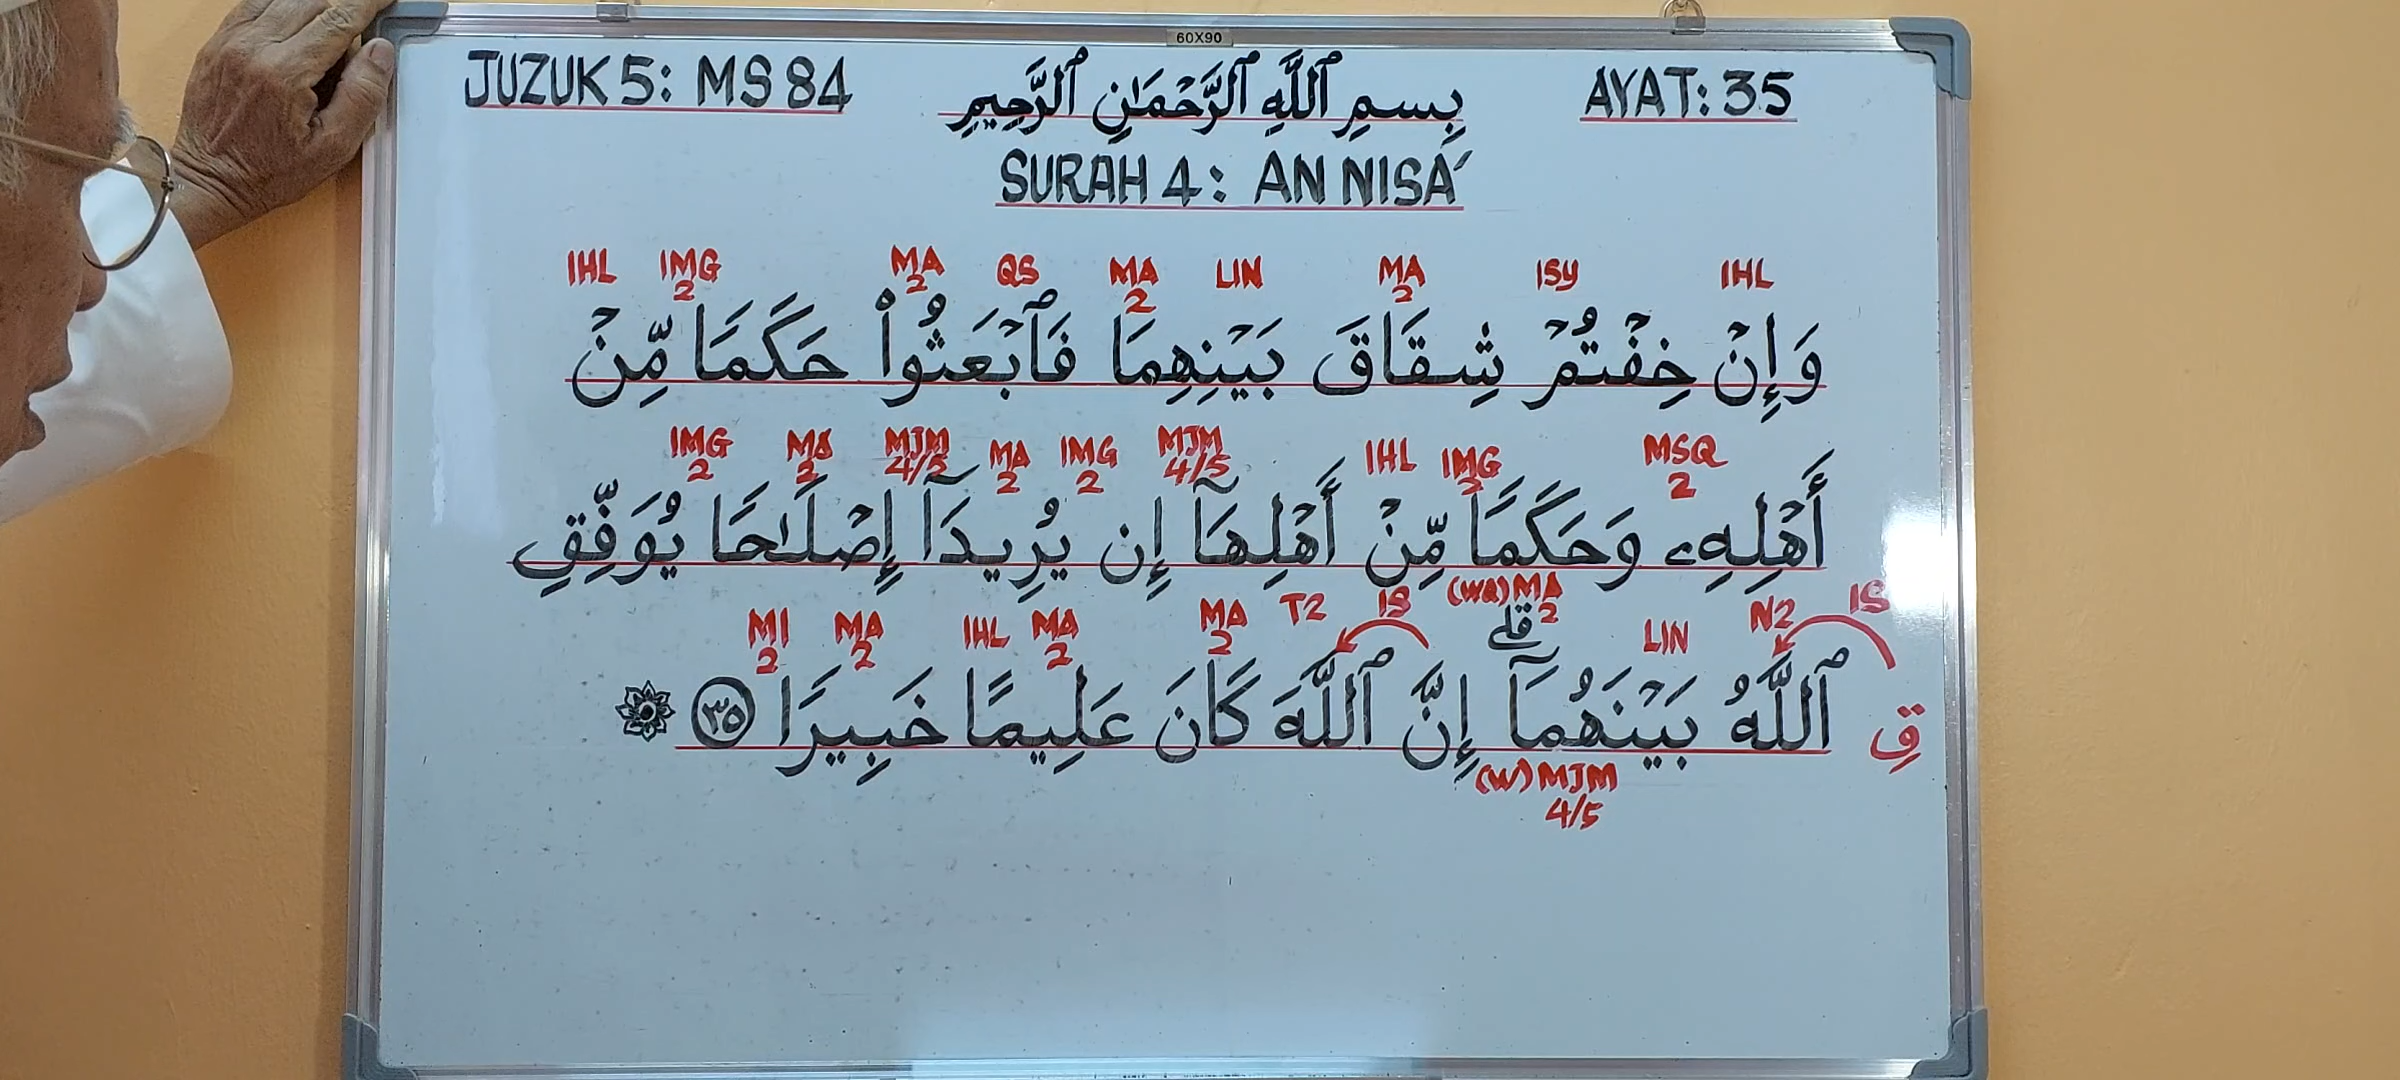 60X90
JUZUK 5: MS 84
بِسمِ ٱللَّهِ ٱلرَّحۡمَـٰنِ ٱلرَّحِيمِ
AYAT: 35
SURAH 4: AN NISA'
IHL IMG 2 MA 2 QS MA 2 LIN MA 2 ISY IHL
وَإِنۡ خِفۡتُمۡ شِقَاقَ بَيۡنِهِمَا فَٱبۡعَثُواْ حَكَمَا مِّنۡ
IMG 2 MA 2 MJM 4/5 MA 2 IMG 2 MJM 4/5 IHL IMG 2 MSQ 2
أَهۡلِهِۦ وَحَكَمًا مِّنۡ أَهۡلِهَآ إِن يُرِيدَآ إِصۡلَـٰحًا يُوَفِّقِ
MI 2 MA 2 IHL MA 2 MA 2 T2 IS (WQ) MA 2 LIN N2 IS
قلے
قِ ٱللَّهُ بَيۡنَهُمَآ إِنَّ ٱللَّهَ كَانَ عَلِيمًا خَبِيرَا ٣٥
(W) MJM 4/5